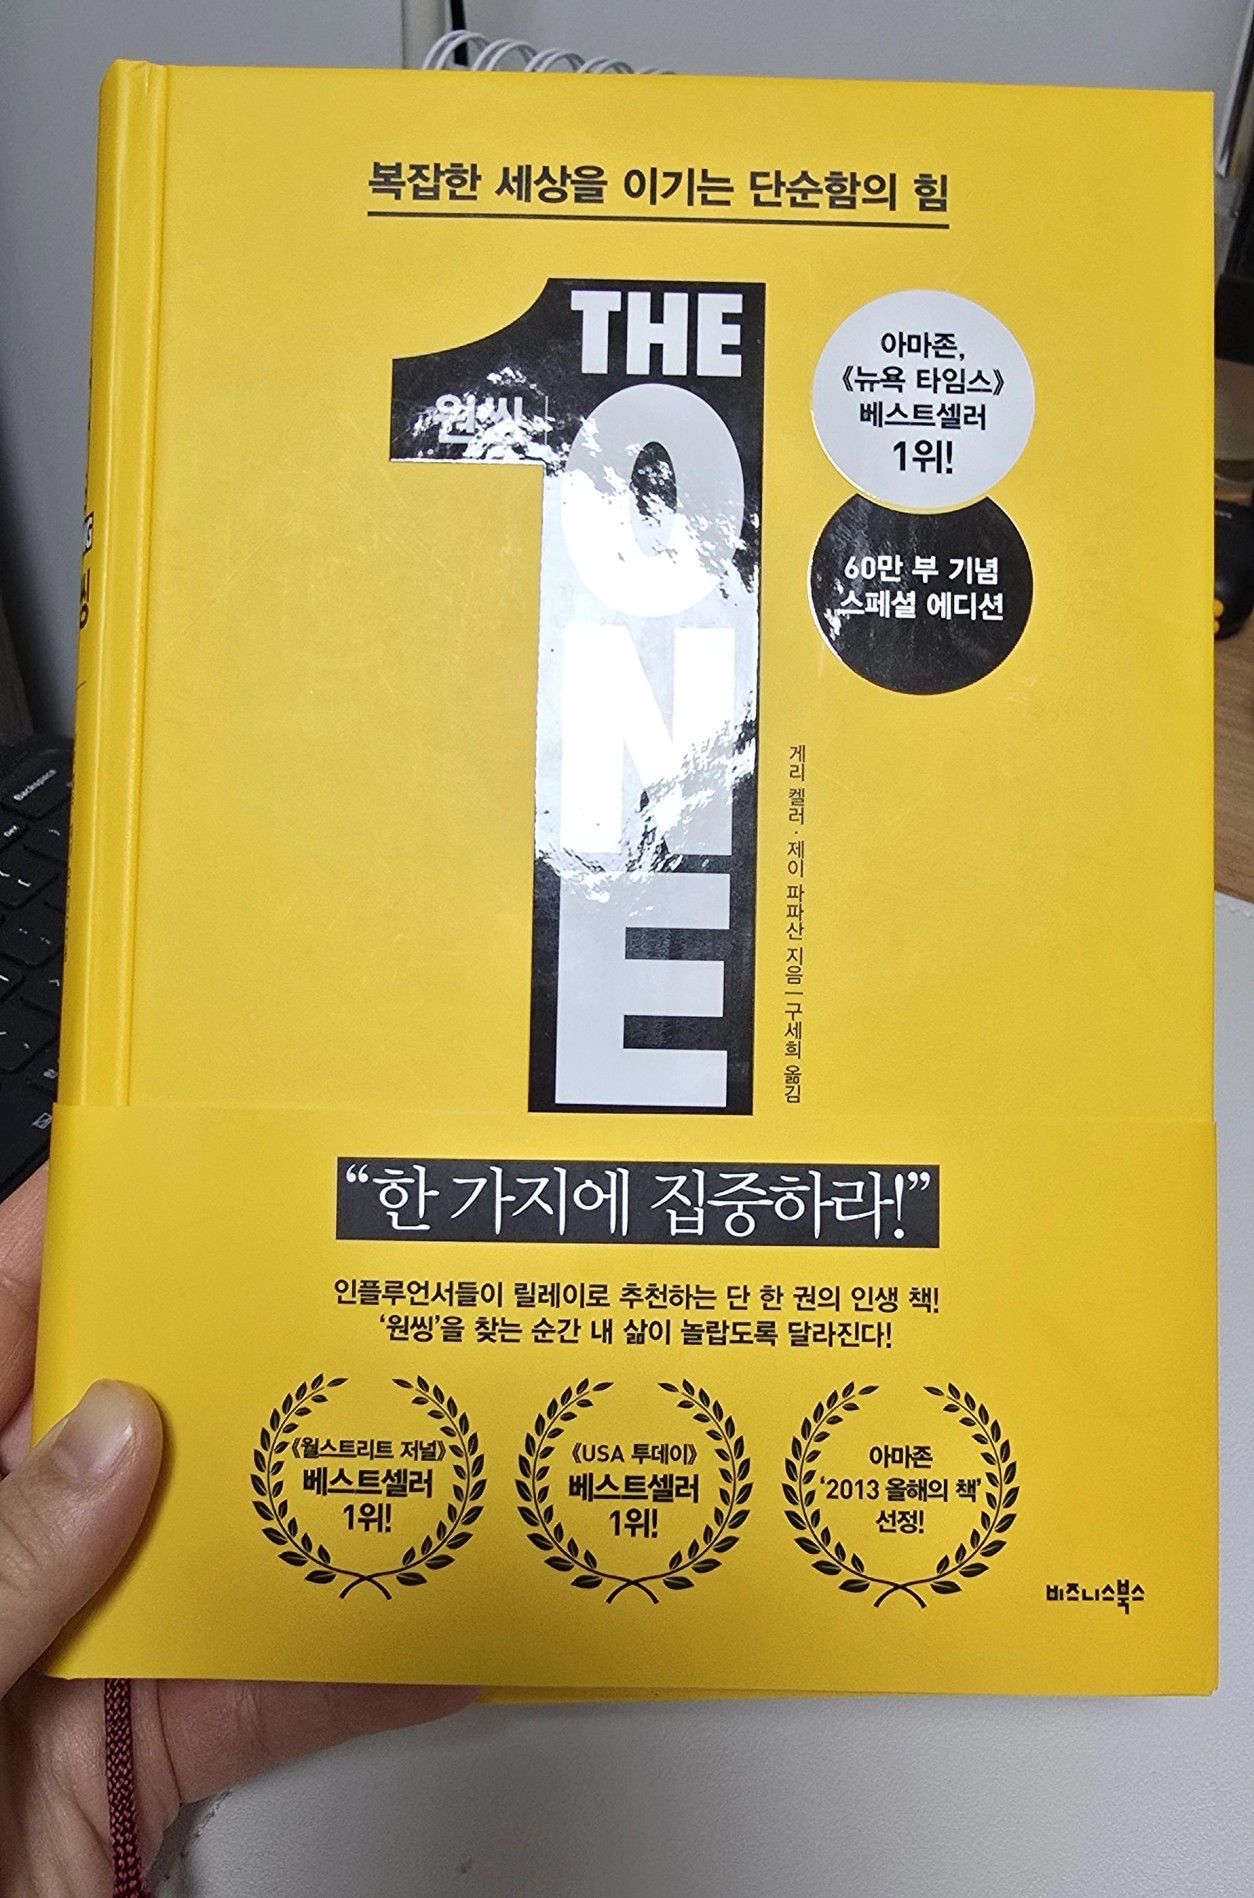 복잡한 세상을 이기는 단순함의 힘
THE
ONE
원씽
아마존,
《뉴욕 타임스》
베스트셀러
1위!
60만 부 기념
스페셜 에디션
게리 켈러·제이 파파산 지음 | 구세희 옮김
“한 가지에 집중하라!”
인플루언서들이 릴레이로 추천하는 단 한 권의 인생 책!
‘원씽’을 찾는 순간 내 삶이 놀랍도록 달라진다!
《월스트리트 저널》
베스트셀러
1위!
《USA 투데이》
베스트셀러
1위!
아마존
‘2013 올해의 책’
선정!
비즈니스북스
Backspace